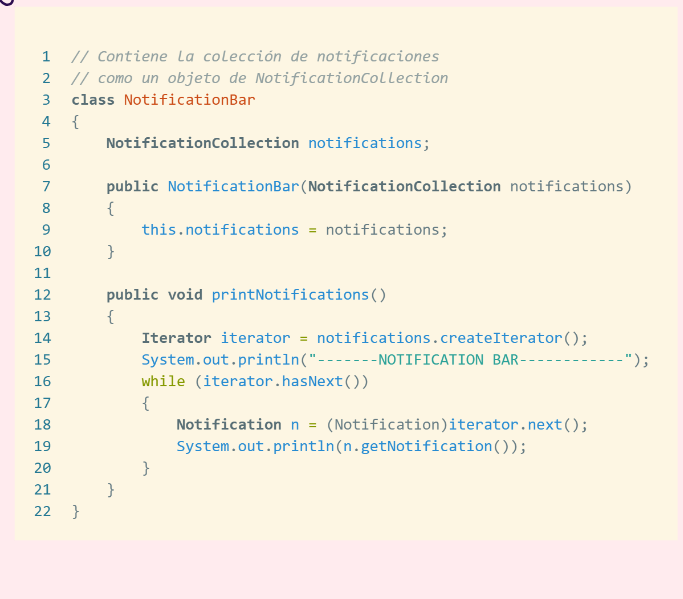 1 // Contiene la colección de notificaciones
2 // como un objeto de NotificationCollection
3 class NotificationBar
4 {
5     NotificationCollection notifications;
6
7     public NotificationBar(NotificationCollection notifications)
8     {
9         this.notifications = notifications;
10     }
11
12     public void printNotifications()
13     {
14         Iterator iterator = notifications.createIterator();
15         System.out.println("-------NOTIFICATION BAR------------");
16         while (iterator.hasNext())
17         {
18             Notification n = (Notification)iterator.next();
19             System.out.println(n.getNotification());
20         }
21     }
22 }